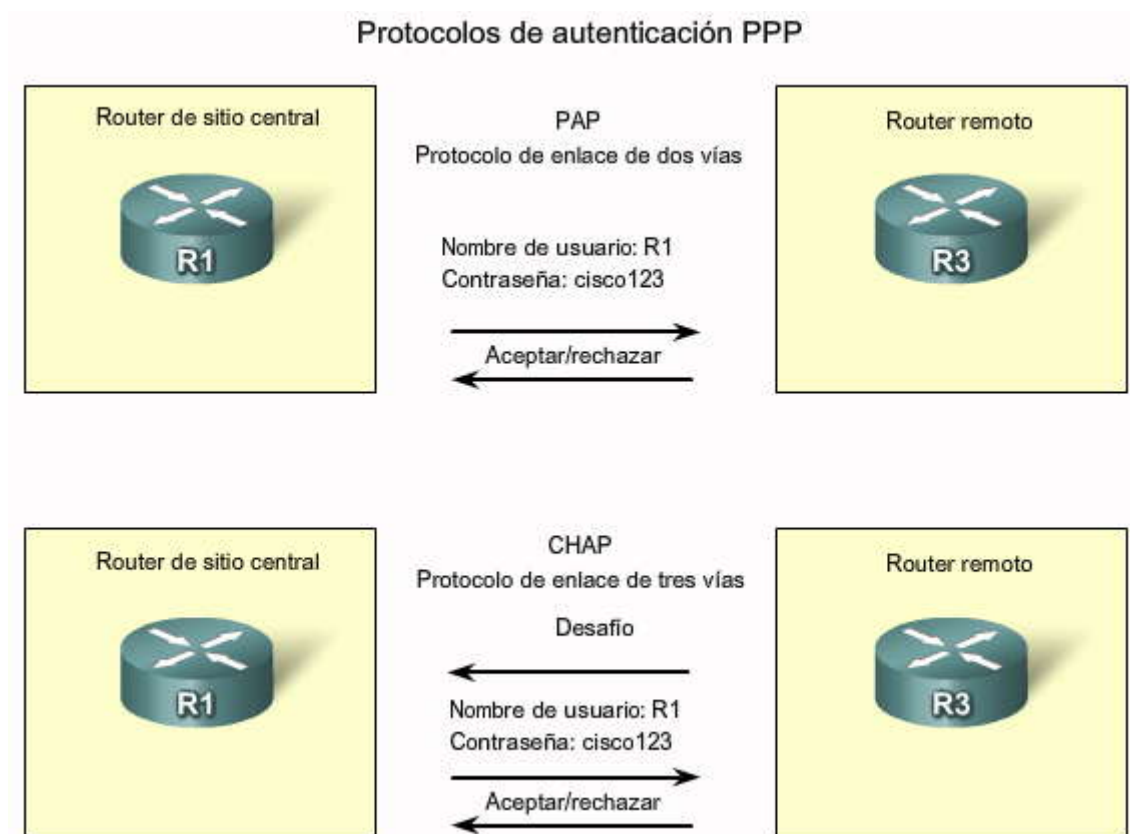 Protocolos de autenticación PPP
Router de sitio central
PAP
Protocolo de enlace de dos vías
Router remoto
R1
Nombre de usuario: R1
Contraseña: cisco123
R3
Aceptar/rechazar
Router de sitio central
CHAP
Protocolo de enlace de tres vías
Router remoto
Desafío
R1
Nombre de usuario: R1
Contraseña: cisco123
R3
Aceptar/rechazar